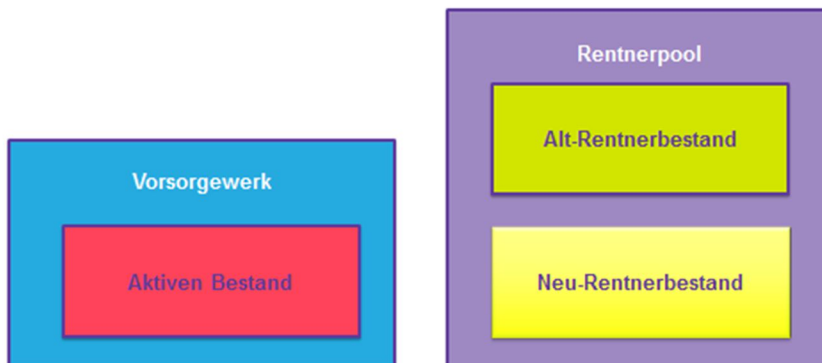 Rentnerpool
Alt-Rentnerbestand
Vorsorgewerk
Aktiven Bestand
Neu-Rentnerbestand